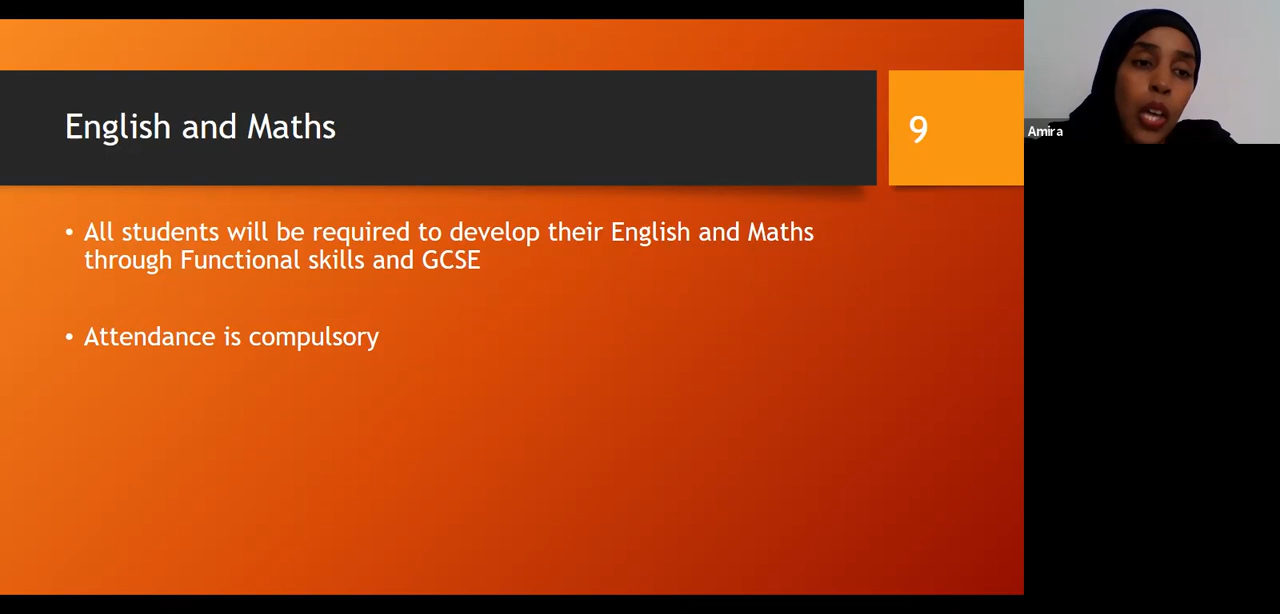 English and Maths
9
• All students will be required to develop their English and Maths
through Functional skills and GCSE
• Attendance is compulsory
Amira